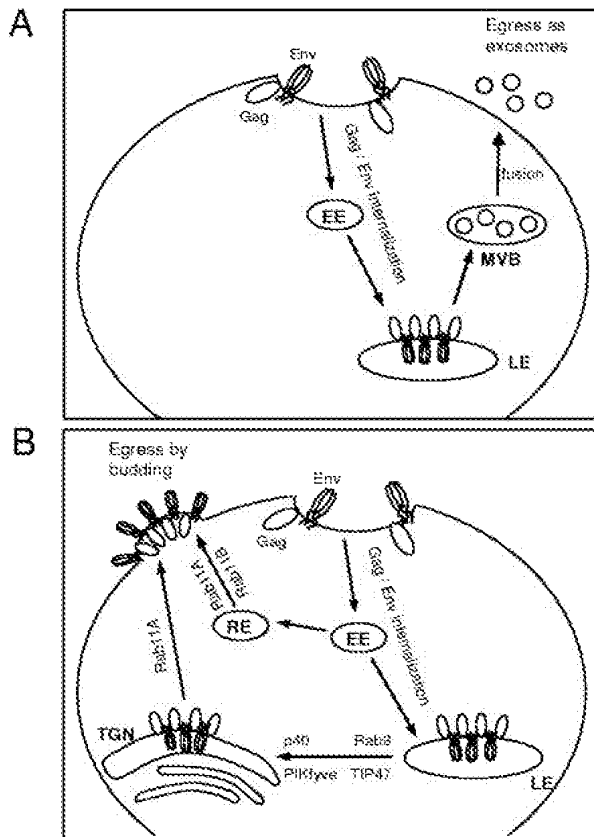 A
Egress as
exosomes
Env
Gag
Gag / Env internalization
fusion
EE
MVB
LE
B
Egress by
budding
Env
Gag
Gag / Env internalization
Rab11A
Rab11B
Rab11A
RE
EE
TGN
p40
Rab9
PIKfyve
TIP47
LE